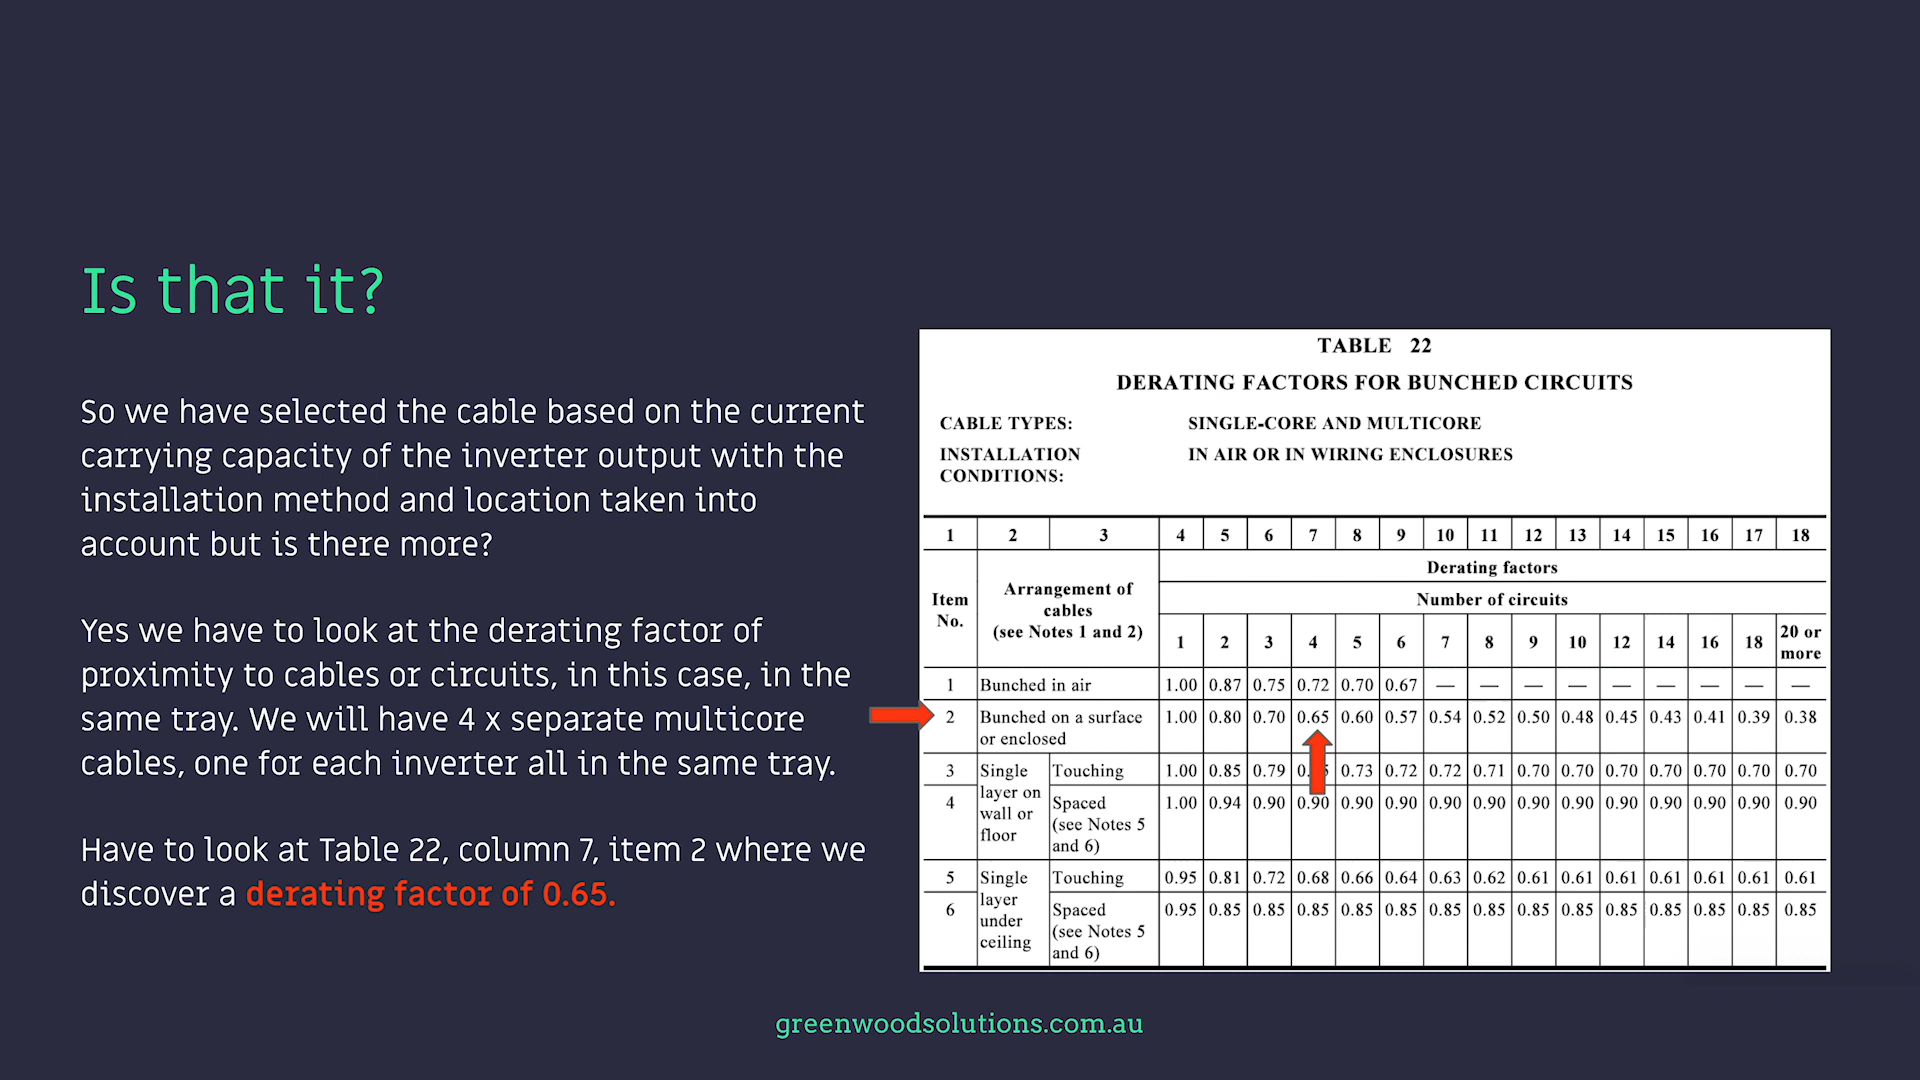 Is that it?
So we have selected the cable based on the current
carrying capacity of the inverter output with the
installation method and location taken into
account but is there more?
Yes we have to look at the derating factor of
proximity to cables or circuits, in this case, in the
same tray. We will have 4 x separate multicore
cables, one for each inverter all in the same tray.
Have to look at Table 22, column 7, item 2 where we
discover a derating factor of 0.65.
TABLE 22
DERATING FACTORS FOR BUNCHED CIRCUITS
CABLE TYPES: SINGLE-CORE AND MULTICORE
INSTALLATION CONDITIONS: IN AIR OR IN WIRING ENCLOSURES
1 2 3 4 5 6 7 8 9 10 11 12 13 14 15 16 17 18
Item No.
Arrangement of cables (see Notes 1 and 2)
Derating factors
Number of circuits
1 2 3 4 5 6 7 8 9 10 12 14 16 18 20 or more
1 Bunched in air 1.00 0.87 0.75 0.72 0.70 0.67 — — — — — — — — —
2 Bunched on a surface or enclosed 1.00 0.80 0.70 0.65 0.60 0.57 0.54 0.52 0.50 0.48 0.45 0.43 0.41 0.39 0.38
Single layer on wall or floor
3 Touching 1.00 0.85 0.79 0.73 0.72 0.72 0.71 0.70 0.70 0.70 0.70 0.70 0.70 0.70
4 Spaced (see Notes 5 and 6) 1.00 0.94 0.90 0.90 0.90 0.90 0.90 0.90 0.90 0.90 0.90 0.90 0.90 0.90 0.90
Single layer under ceiling
5 Touching 0.95 0.81 0.72 0.68 0.66 0.64 0.63 0.62 0.61 0.61 0.61 0.61 0.61 0.61 0.61
6 Spaced (see Notes 5 and 6) 0.95 0.85 0.85 0.85 0.85 0.85 0.85 0.85 0.85 0.85 0.85 0.85 0.85 0.85 0.85
greenwoodsolutions.com.au